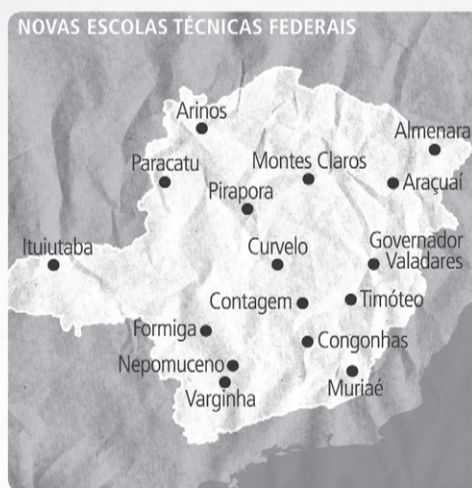 NOVAS ESCOLAS TÉCNICAS FEDERAIS
Arinos
Almenara
Paracatu
Montes Claros
Araçuaí
Pirapora
Ituiutaba
Curvelo
Governador
Valadares
Contagem
Timóteo
Formiga
Congonhas
Nepomuceno
Muriaé
Varginha